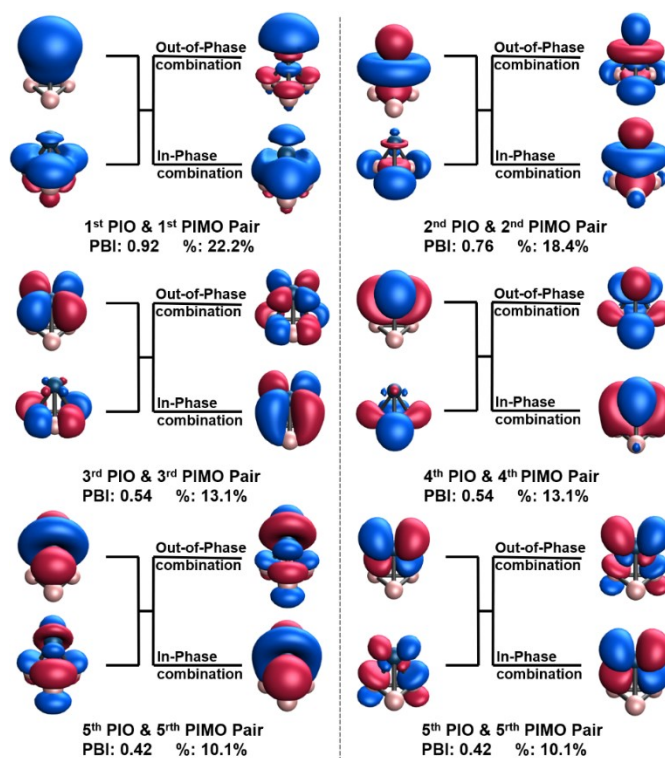 Out-of-Phase
combination
In-Phase
combination
1st PIO & 1st PIMO Pair
PBI: 0.92 %: 22.2%
Out-of-Phase
combination
In-Phase
combination
2nd PIO & 2nd PIMO Pair
PBI: 0.76 %: 18.4%
Out-of-Phase
combination
In-Phase
combination
3rd PIO & 3rd PIMO Pair
PBI: 0.54 %: 13.1%
Out-of-Phase
combination
In-Phase
combination
4th PIO & 4th PIMO Pair
PBI: 0.54 %: 13.1%
Out-of-Phase
combination
In-Phase
combination
5th PIO & 5rth PIMO Pair
PBI: 0.42 %: 10.1%
Out-of-Phase
combination
In-Phase
combination
5th PIO & 5rth PIMO Pair
PBI: 0.42 %: 10.1%